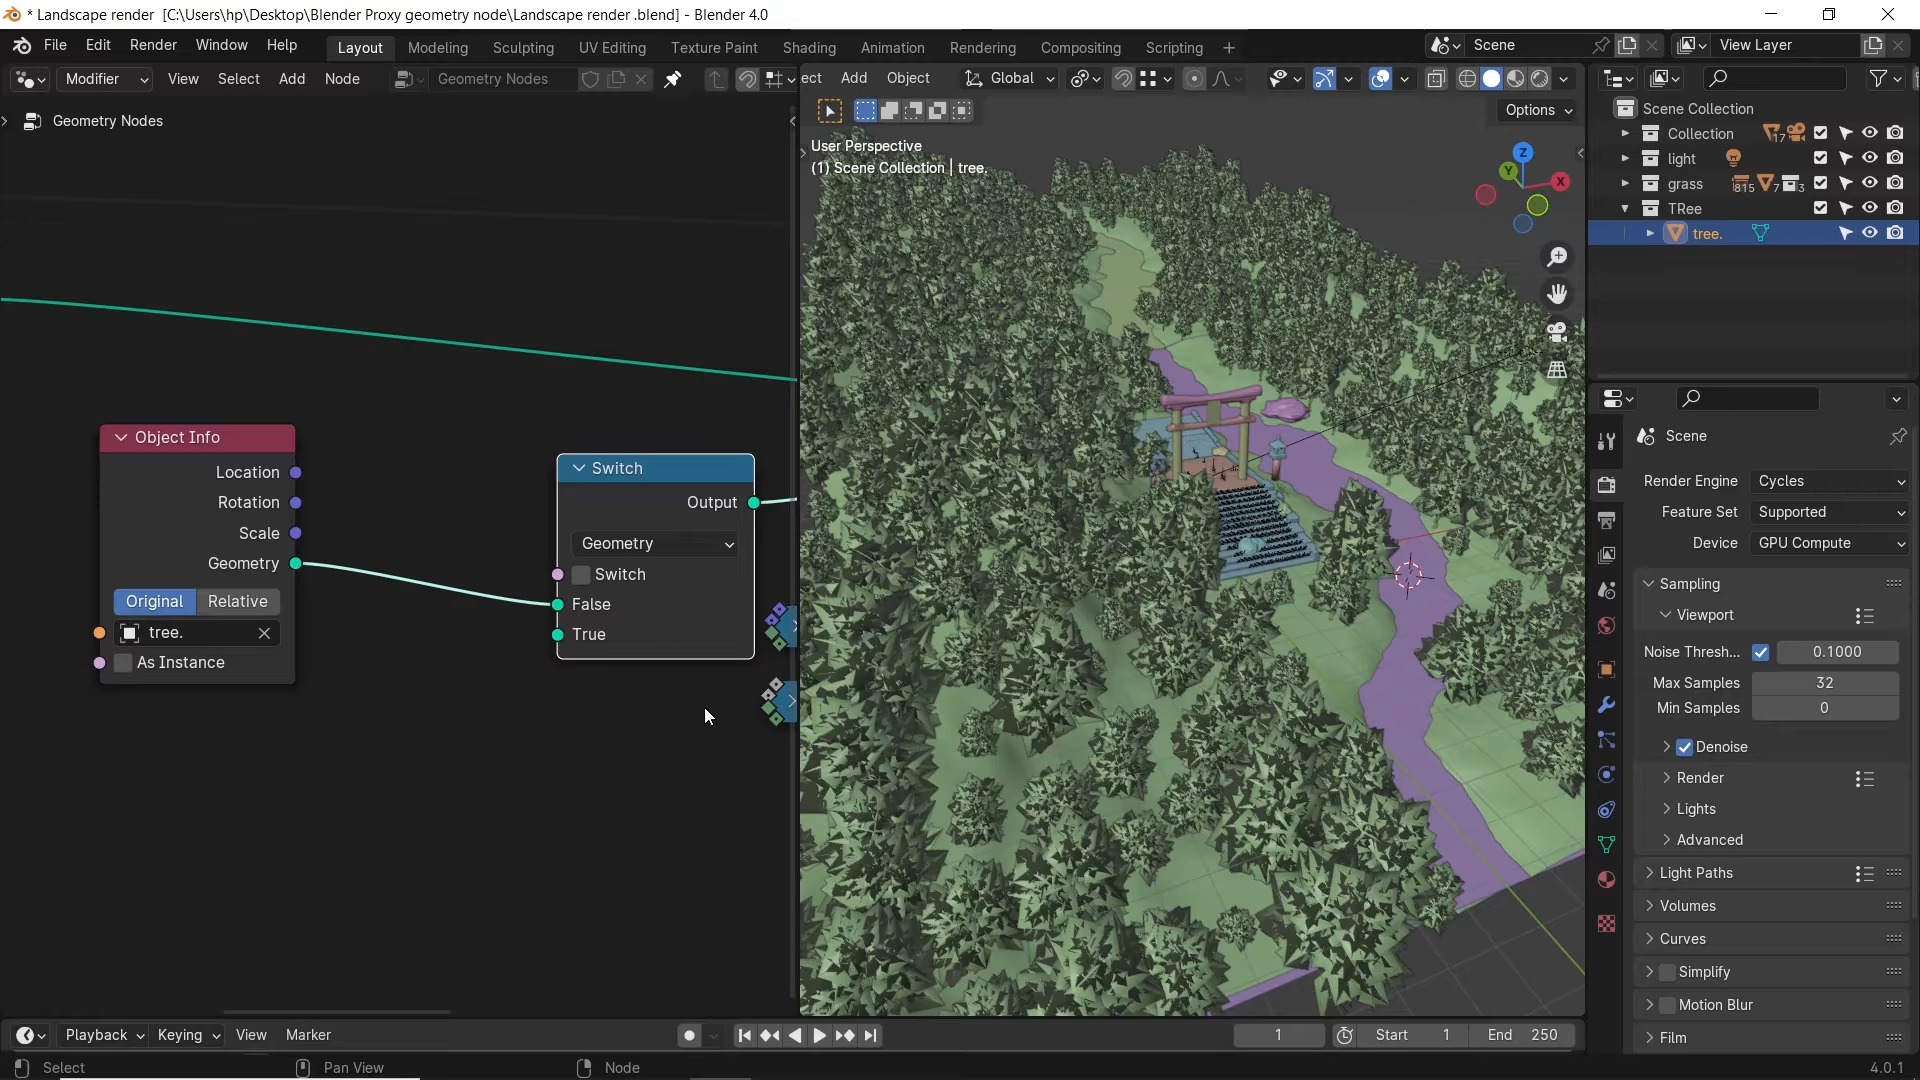 * Landscape render  [C:\Users\hp\Desktop\Blender Proxy geometry node\Landscape render .blend] - Blender 4.0
File Edit Render Window Help Layout Modeling Sculpting UV Editing Texture Paint Shading Animation Rendering Compositing Scripting + Scene View Layer
Modifier View Select Add Node Geometry Nodes ect Add Object Global
Options
Geometry Nodes
User Perspective
(1) Scene Collection | tree.
Z
Y
X
Scene Collection
Collection 17
light
grass 815 7 3
TRee
tree.
Object Info
Location
Rotation
Scale
Geometry
Original Relative
tree.
As Instance
Switch
Output
Geometry
Switch
False
True
Scene
Render Engine Cycles
Feature Set Supported
Device GPU Compute
Sampling
Viewport
Noise Thresh... 0.1000
Max Samples 32
Min Samples 0
Denoise
Render
Lights
Advanced
Light Paths
Volumes
Curves
Simplify
Motion Blur
Film
Playback Keying View Marker 1 Start 1 End 250
Select Pan View Node 4.0.1